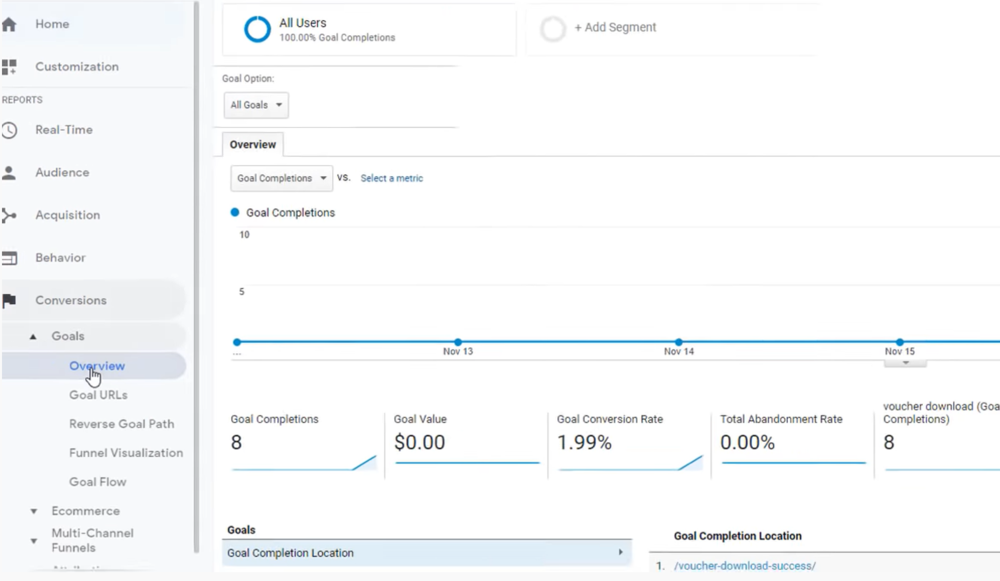 Home
Customization
REPORTS
Real-Time
Audience
Acquisition
Behavior
Conversions
Goals
Overview
Goal URLs
Reverse Goal Path
Funnel Visualization
Goal Flow
Ecommerce
Multi-Channel
Funnels
All Users
100.00% Goal Completions
+ Add Segment
Goal Option:
All Goals
Overview
Goal Completions VS. Select a metric
Goal Completions
10
5
... Nov 13 Nov 14 Nov 15
Goal Completions
8
Goal Value
$0.00
Goal Conversion Rate
1.99%
Total Abandonment Rate
0.00%
voucher download (Goa
Completions)
8
Goals
Goal Completion Location
Goal Completion Location
1. /voucher-download-success/